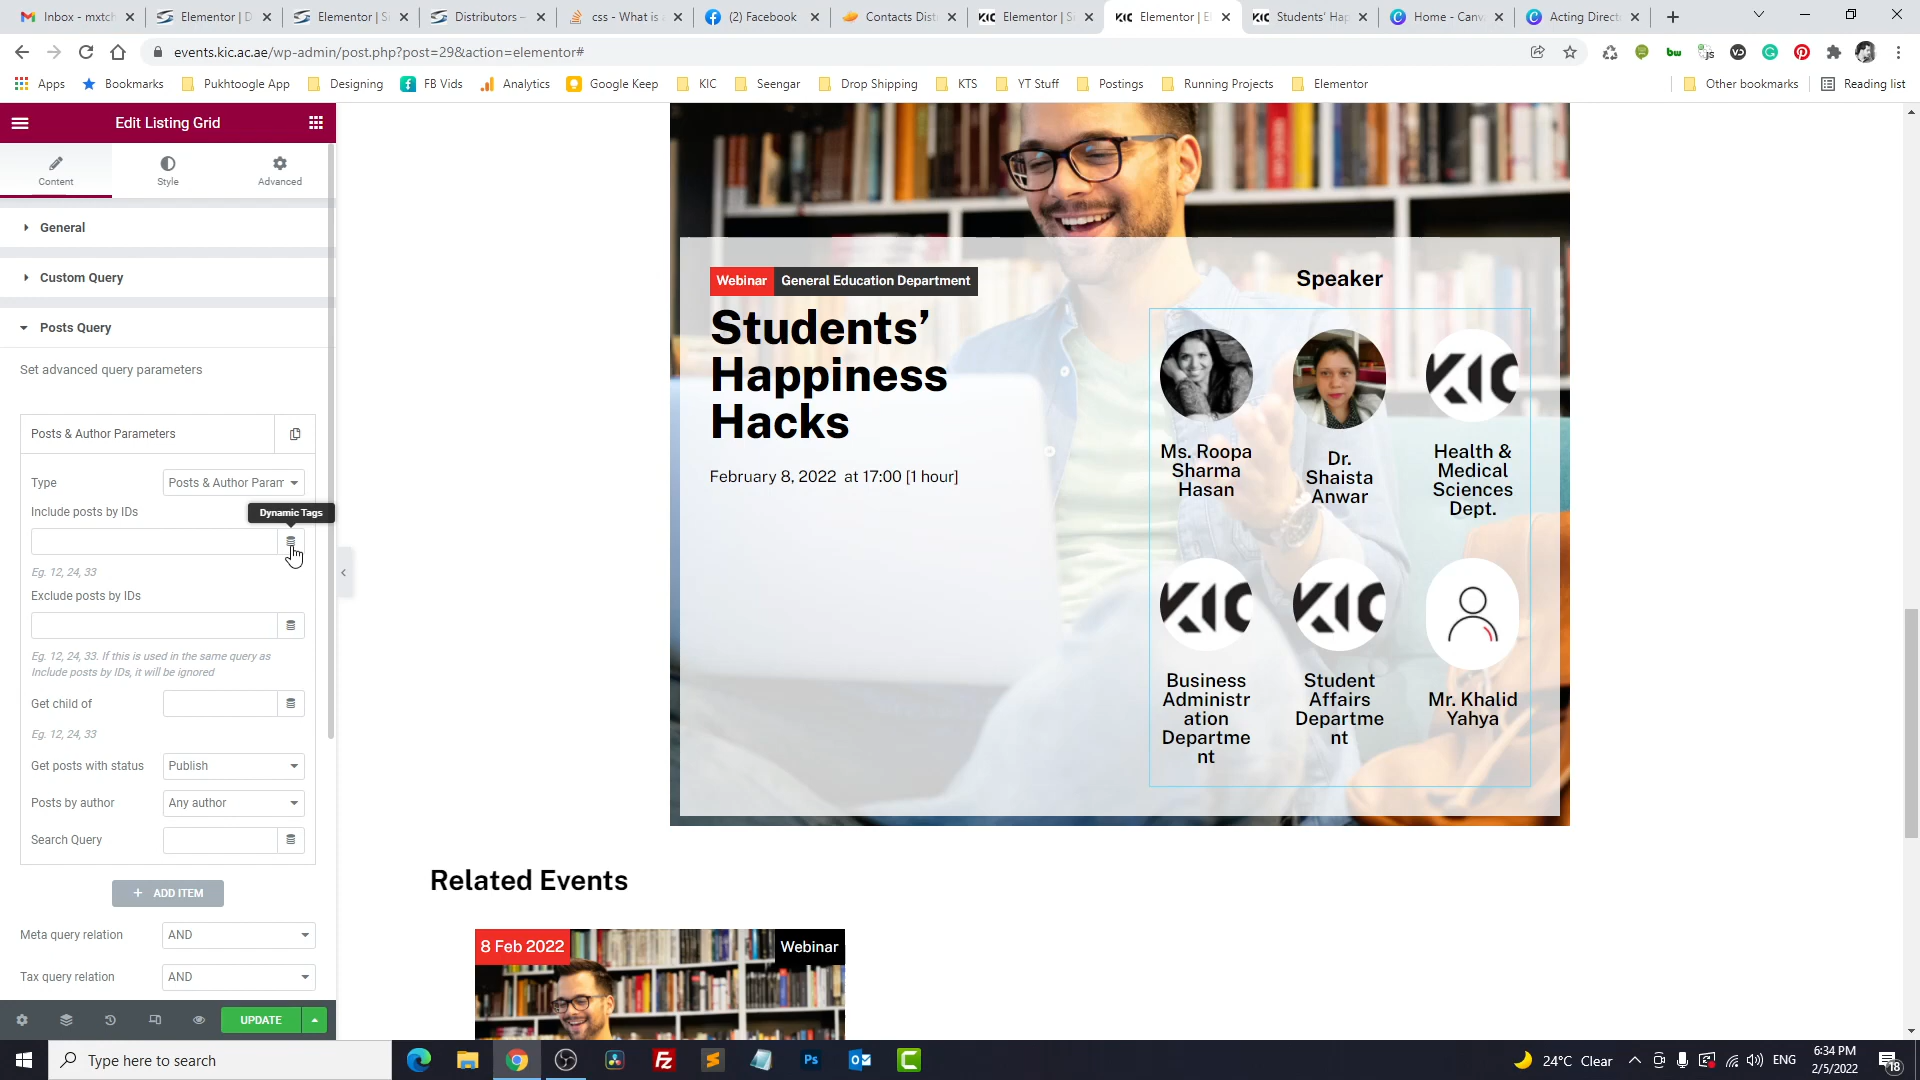 Inbox - mxtch
Elementor | D
Elementor | S
Distributors –
css - What is
(2) Facebook
Contacts Dist
Elementor | S
Elementor | E
Students' Hap
Home - Canv
Acting Direct
events.kic.ac.ae/wp-admin/post.php?post=29&action=elementor#
Apps
Bookmarks
Pukhtoogle App
Designing
FB Vids
Analytics
Google Keep
KIC
Seengar
Drop Shipping
KTS
YT Stuff
Postings
Running Projects
Elementor
Other bookmarks
Reading list
Edit Listing Grid
Content
Style
Advanced
General
Custom Query
Posts Query
Set advanced query parameters
Posts & Author Parameters
Type
Posts & Author Param
Include posts by IDs
Dynamic Tags
Eg. 12, 24, 33
Exclude posts by IDs
Eg. 12, 24, 33. If this is used in the same query as
Include posts by IDs, it will be ignored
Get child of
Eg. 12, 24, 33
Get posts with status
Publish
Posts by author
Any author
Search Query
+ ADD ITEM
Meta query relation
AND
Tax query relation
AND
UPDATE
Webinar
General Education Department
Students’
Happiness
Hacks
February 8, 2022 at 17:00 [1 hour]
Speaker
Ms. Roopa
Sharma
Hasan
Dr.
Shaista
Anwar
KIC
Health &
Medical
Sciences
Dept.
KIC
Business
Administr
ation
Departme
nt
KIC
Student
Affairs
Departme
nt
Mr. Khalid
Yahya
Related Events
8 Feb 2022
Webinar
Type here to search
24°C Clear
ENG
6:34 PM
2/5/2022
18